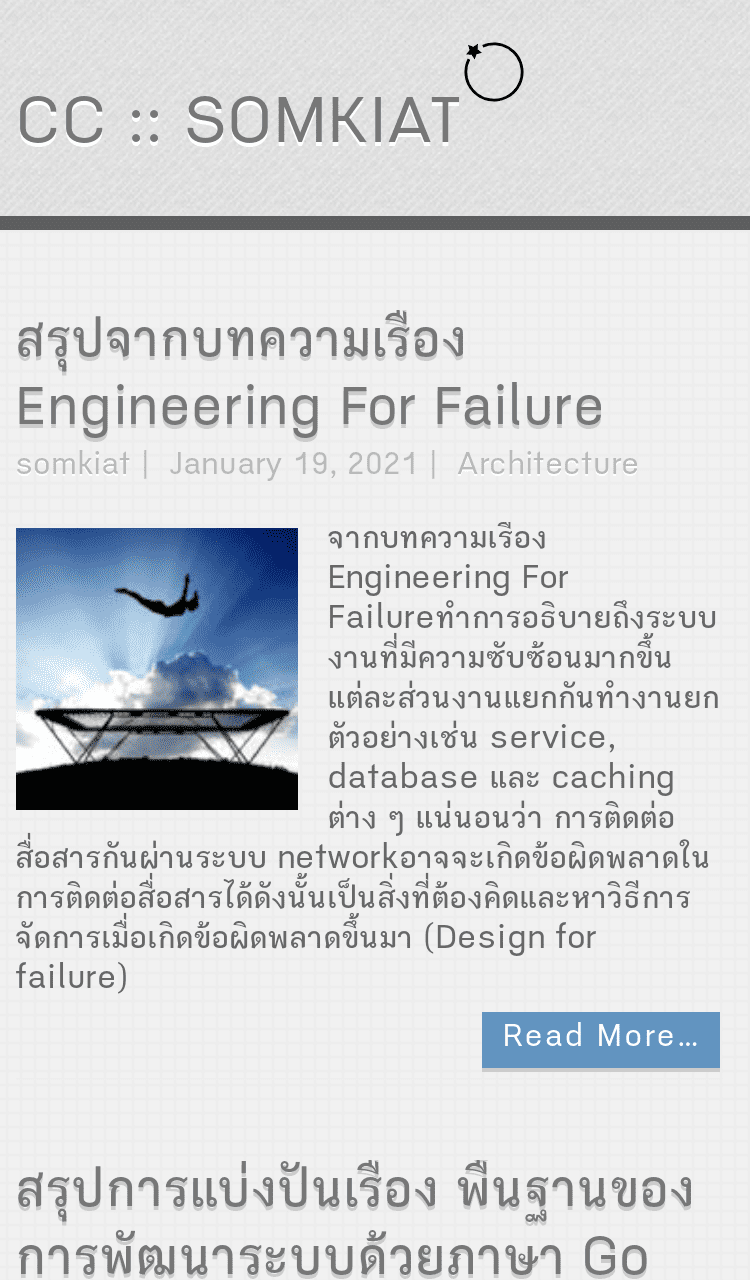 CC :: SOMKIAT
สรุปจากบทความเรื่อง
Engineering For Failure
somkiat | January 19, 2021 | Architecture
จากบทความเรื่อง
Engineering For
Failureทำการอธิบายถึงระบบ
งานที่มีความซับซ้อนมากขึ้น
แต่ละส่วนงานแยกกันทำงานยก
ตัวอย่างเช่น service,
database และ caching
ต่าง ๆ แน่นอนว่า การติดต่อ
สื่อสารกันผ่านระบบ networkอาจจะเกิดข้อผิดพลาดใน
การติดต่อสื่อสารได้ดังนั้นเป็นสิ่งที่ต้องคิดและหาวิธีการ
จัดการเมื่อเกิดข้อผิดพลาดขึ้นมา (Design for
failure)
Read More…
สรุปการแบ่งปันเรื่อง พื้นฐานของ
การพัฒนาระบบด้วยภาษา Go